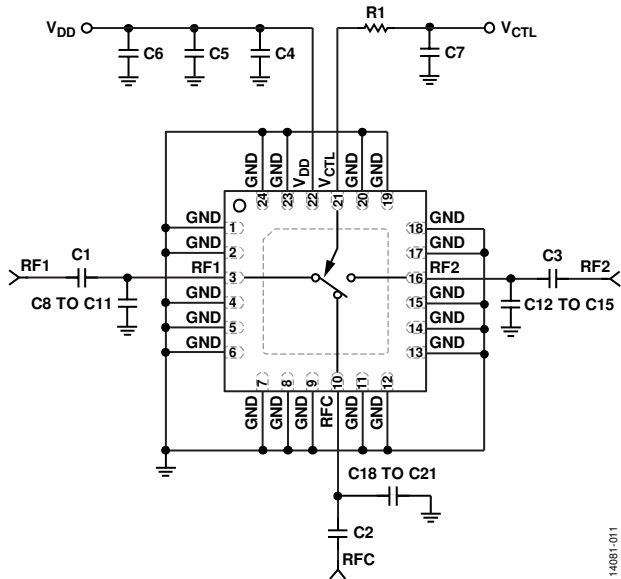 VDD
C6
C5
C4
R1
C7
VCTL
GND
GND
VDD
VCTL
GND
GND
24
23
22
21
20
19
GND
1
GND
2
RF1
C1
RF1
3
C8 TO C11
GND
4
GND
5
GND
6
18
GND
17
GND
16
RF2
C3
RF2
C12 TO C15
15
GND
14
GND
13
GND
7
8
9
10
11
12
GND
GND
GND
RFC
GND
GND
C18 TO C21
C2
RFC
14081-011